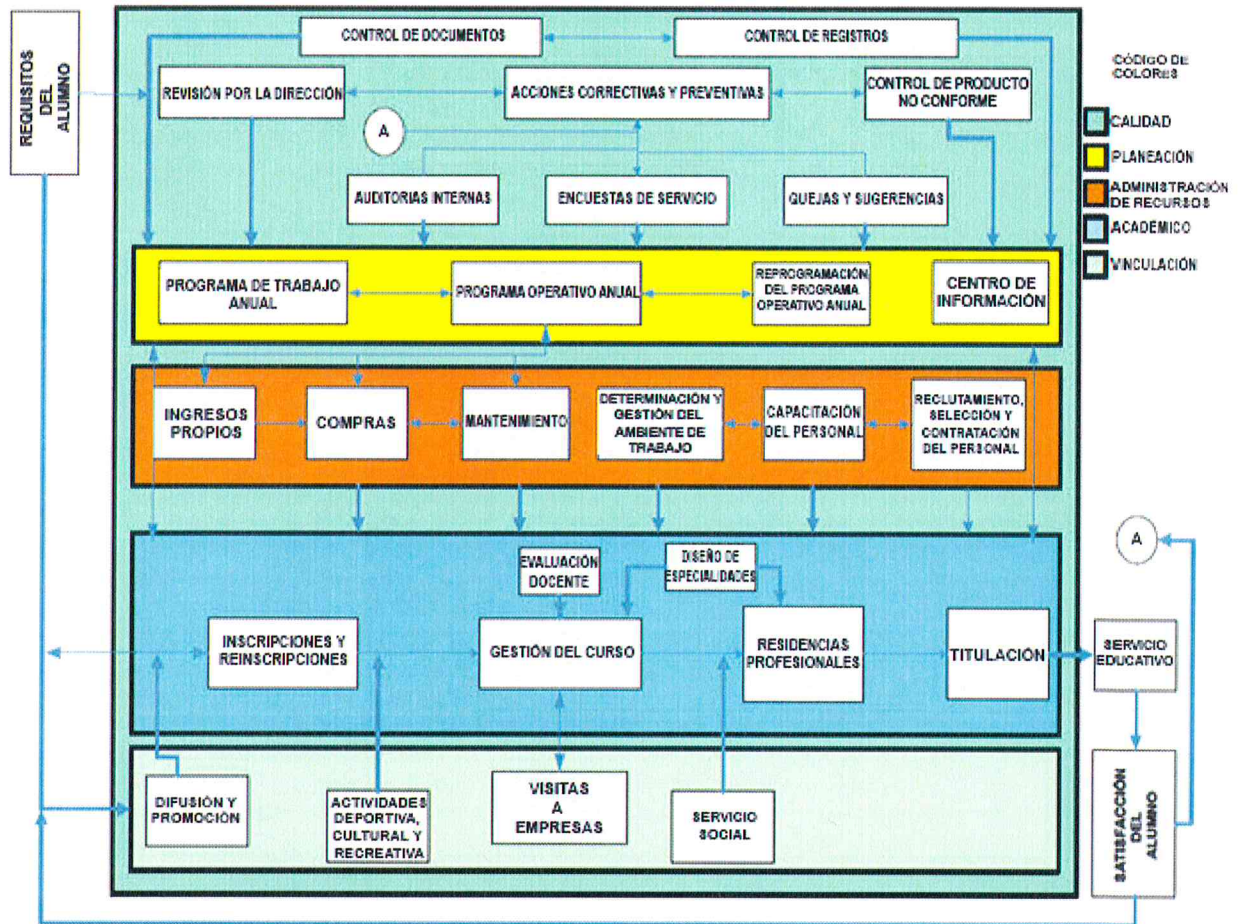 REQUISITOS
DEL
ALUMNO
CONTROL DE DOCUMENTOS
CONTROL DE REGISTROS
REVISIÓN POR LA DIRECCIÓN
ACCIONES CORRECTIVAS Y PREVENTIVAS
CONTROL DE PRODUCTO
NO CONFORME
A
AUDITORIAS INTERNAS
ENCUESTAS DE SERVICIO
QUEJAS Y SUGERENCIAS
CÓDIGO DE
COLORES
CALIDAD
PLANEACIÓN
ADMINISTRACIÓN
DE RECURSOS
ACADÉMICO
VINCULACIÓN
PROGRAMA DE TRABAJO
ANUAL
PROGRAMA OPERATIVO ANUAL
REPROGRAMACIÓN
DEL PROGRAMA
OPERATIVO ANUAL
CENTRO DE
INFORMACIÓN
INGRESOS
PROPIOS
COMPRAS
MANTENIMIENTO
DETERMINACIÓN Y
GESTIÓN DEL
AMBIENTE DE
TRABAJO
CAPACITACIÓN
DEL PERSONAL
RECLUTAMIENTO,
SELECCIÓN Y
CONTRATACIÓN
DEL PERSONAL
EVALUACIÓN
DOCENTE
DISEÑO DE
ESPECIALIDADES
INSCRIPCIONES Y
REINSCRIPCIONES
GESTIÓN DEL CURSO
RESIDENCIAS
PROFESIONALES
TITULACIÓN
A
SERVICIO
EDUCATIVO
DIFUSIÓN Y
PROMOCIÓN
ACTIVIDADES
DEPORTIVA,
CULTURAL Y
RECREATIVA
VISITAS
A
EMPRESAS
SERVICIO
SOCIAL
SATISFACCIÓN
DEL
ALUMNO